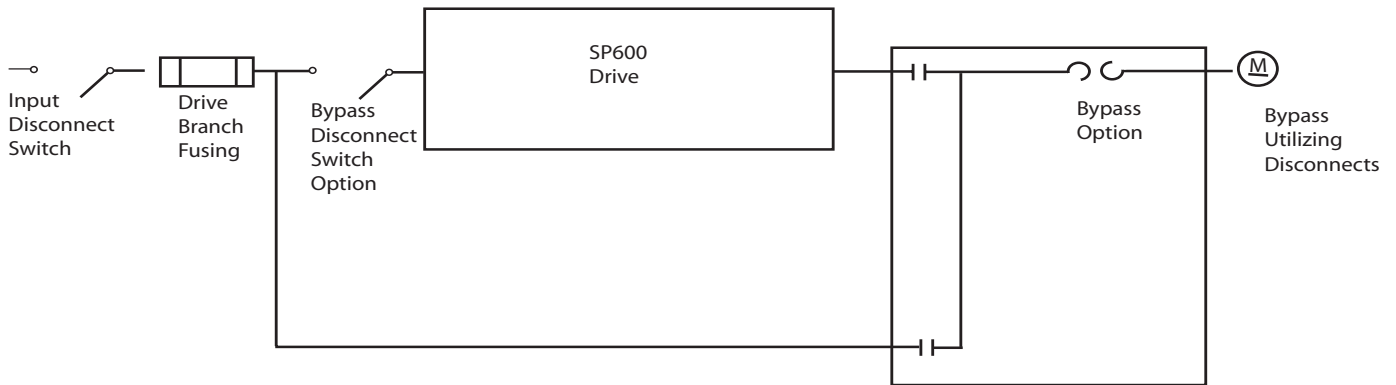 SP600
Drive
Input
Disconnect
Switch
Drive
Branch
Fusing
Bypass
Disconnect
Switch
Option
Bypass
Option
M
Bypass
Utilizing
Disconnects